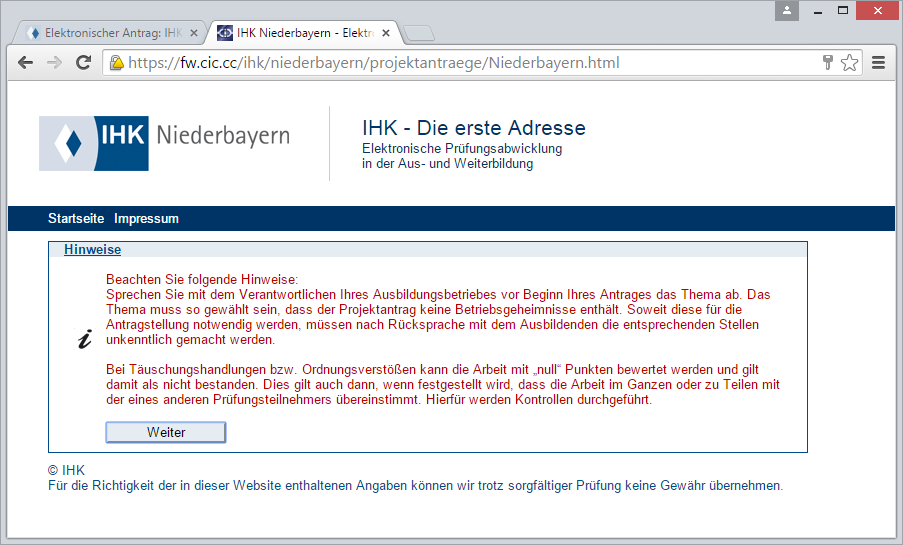 Elektronischer Antrag: IHK
IHK Niederbayern - Elektr
https://fw.cic.cc/ihk/niederbayern/projektantraege/Niederbayern.html
IHK Niederbayern
IHK - Die erste Adresse
Elektronische Prüfungsabwicklung
in der Aus- und Weiterbildung
Startseite Impressum
Hinweise
Beachten Sie folgende Hinweise:
Sprechen Sie mit dem Verantwortlichen Ihres Ausbildungsbetriebes vor Beginn Ihres Antrages das Thema ab. Das
Thema muss so gewählt sein, dass der Projektantrag keine Betriebsgeheimnisse enthält. Soweit diese für die
Antragstellung notwendig werden, müssen nach Rücksprache mit dem Ausbildenden die entsprechenden Stellen
unkenntlich gemacht werden.
Bei Täuschungshandlungen bzw. Ordnungsverstößen kann die Arbeit mit „null“ Punkten bewertet werden und gilt
damit als nicht bestanden. Dies gilt auch dann, wenn festgestellt wird, dass die Arbeit im Ganzen oder zu Teilen mit
der eines anderen Prüfungsteilnehmers übereinstimmt. Hierfür werden Kontrollen durchgeführt.
Weiter
© IHK
Für die Richtigkeit der in dieser Website enthaltenen Angaben können wir trotz sorgfältiger Prüfung keine Gewähr übernehmen.